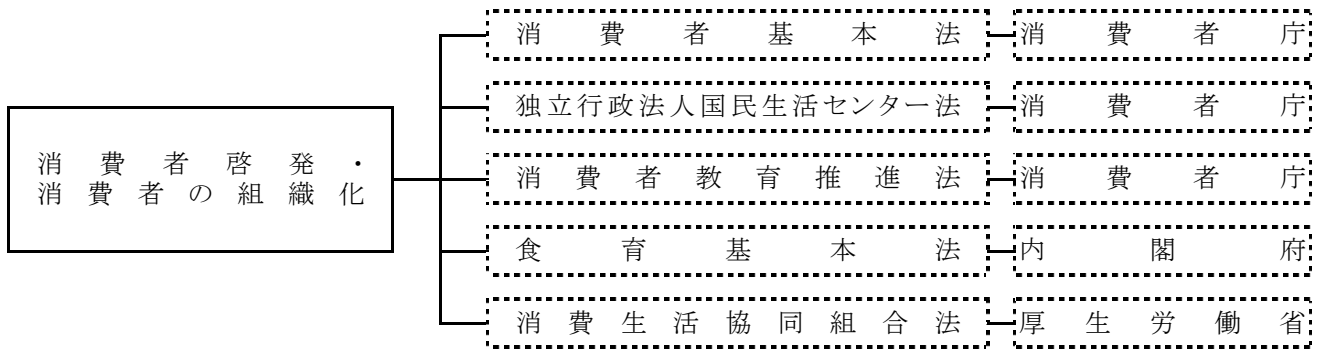 消費者啓発・
消費者の組織化
消費者基本法
消費者庁
独立行政法人国民生活センター法
消費者庁
消費者教育推進法
消費者庁
食育基本法
内閣府
消費生活協同組合法
厚生労働省